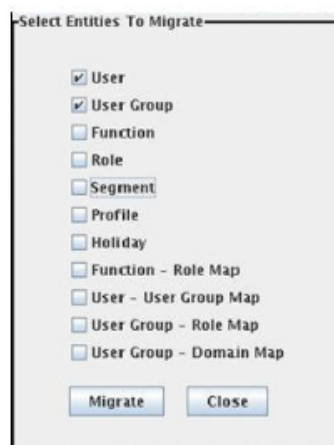 Select Entities To Migrate
User
User Group
Function
Role
Segment
Profile
Holiday
Function - Role Map
User - User Group Map
User Group - Role Map
User Group - Domain Map
Migrate Close